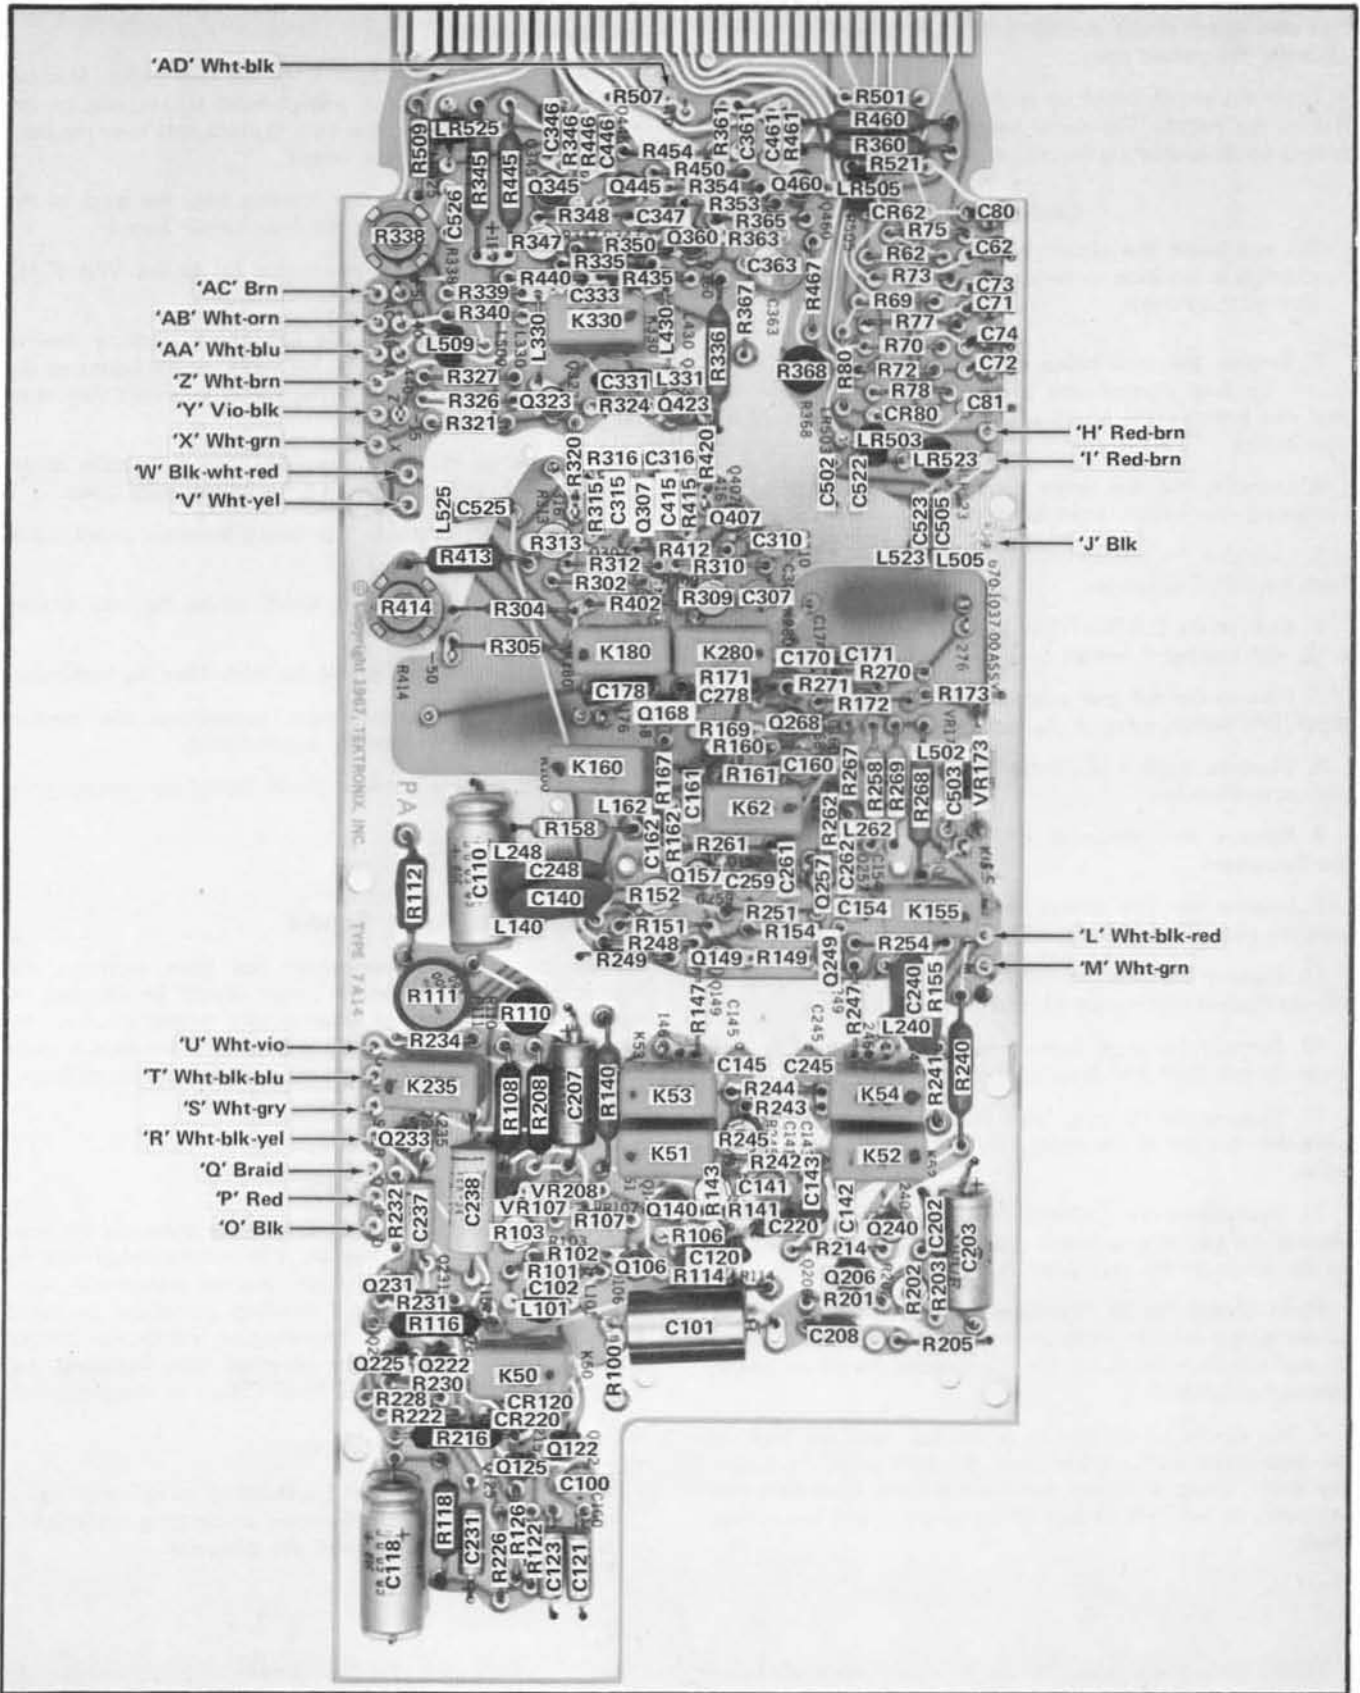 'AD' Wht-blk
R507 R501
R509 LR525 C346 R346 R446 C446 R361 C361 C461 R461 R460
R454 R360
R345 R445 R450 R521
Q345 Q445 R354 Q460 LR505
C526 R348 C347 R353 CR62 C80
R338 R347 R350 Q360 R365 R75
R335 R363 R62 C62
R440 R435 C363 R467 R73 C73
'AC' Brn R339 C333 R69 C71
R340 L330 K330 L430 R336 R367 R77
'AB' Wht-orn
L509 R70 C74
'AA' Wht-blu R368 R80 R72 C72
R327 C331 L331
'Z' Wht-brn R326 Q323 R324 Q423 R78 C81
'Y' Vio-blk R321 CR80
'X' Wht-grn LR503 'H' Red-brn
R320 R316 C316 R420 LR523 'I' Red-brn
'W' Blk-wht-red
'V' Wht-yel L525 C525 R315 C315 Q307 C415 R415 C502 C522
Q407 C523 C505
R313 R412 C310 'J' Blk
R413 R312 R310 L523 L505
R302 670-1037-00
R414 R304 R402 R309 C307
© Copyright 1967, TEKTRONIX INC
R305 K180 K280 C170 C171
-50 R171 R271 R270
R414 C178 C278 R172 R173
Q168 Q268
R169 L502
R160 C160
K160 R167 C161 R161 R267 R258 R269 R268 C503 VR173
PA L162 K62 R262
R158 L262
C162 R162 R261
L248 C261 C262
R112 C110 C248 Q157 C259 Q257
C140 R152 C154 K155
R251
L140 R151 R154
R248 R254 'L' Wht-blk-red
R249 Q149 R149 Q249
'M' Wht-grn
TYPE 7A14
R111 R147 R247 C240 R155
R110
'U' Wht-vio R234 L240
C145 C245 R241 R240
'T' Wht-blk-blu K235 R108 R208 C207 R140 K53 R244 K54
'S' Wht-gry R243
'R' Wht-blk-yel Q233 R245
K51 R242 K52
'Q' Braid VR208 R143 C141 C143
'P' Red R232 C237 C238 VR107 Q140 R141 C142 C202 C203
'O' Blk R107 C220 Q240
R103 R106
R102 C120 R214
Q231 R101 Q106 R114 Q206 R202 R203
R231 C102 R201
L101
R116 C101 C208 R205
Q225 Q222 R100
R230 K50
R228 CR120
R222 CR220
R216 Q122
Q125 C100
C118 R118 C231 R226 R126 R122 C123 C121